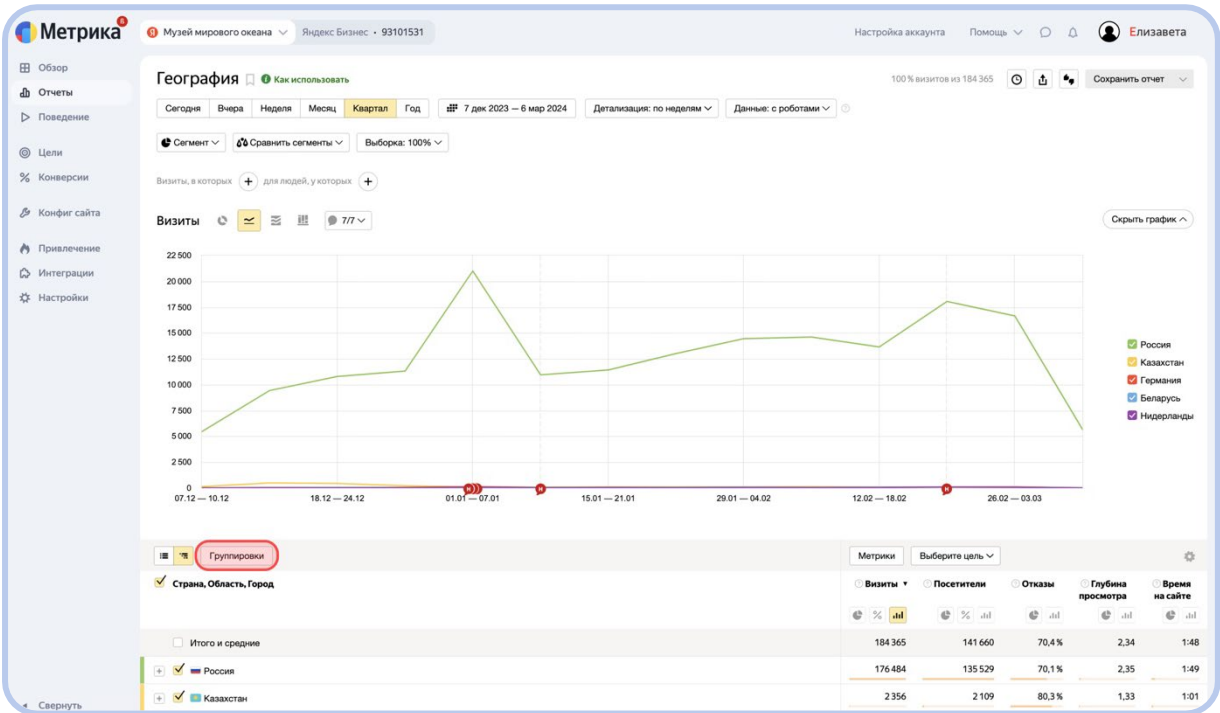 Метрика
Музей мирового океана
Яндекс Бизнес • 93101531
Настройка аккаунта
Помощь
Елизавета
Обзор
Отчеты
Поведение
Цели
Конверсии
Конфиг сайта
Привлечение
Интеграции
Настройки
Свернуть
География
Как использовать
100 % визитов из 184 365
Сохранить отчет
Сегодня Вчера Неделя Месяц Квартал Год
7 дек 2023 — 6 мар 2024
Детализация: по неделям
Данные: с роботами
Сегмент
Сравнить сегменты
Выборка: 100%
Визиты, в которых + для людей, у которых +
Визиты
7/7
Скрыть график
22 500
20 000
17 500
15 000
12 500
10 000
7 500
5 000
2 500
0
07.12 — 10.12 18.12 — 24.12 01.01 — 07.01 15.01 — 21.01 29.01 — 04.02 12.02 — 18.02 26.02 — 03.03
Россия
Казахстан
Германия
Беларусь
Нидерланды
Группировки
Метрики
Выберите цель
Страна, Область, Город
Визиты ▼
Посетители
Отказы
Глубина просмотра
Время на сайте
Итого и средние 184 365 141 660 70,4 % 2,34 1:48
Россия 176 484 135 529 70,1 % 2,35 1:49
Казахстан 2 356 2 109 80,3 % 1,33 1:01